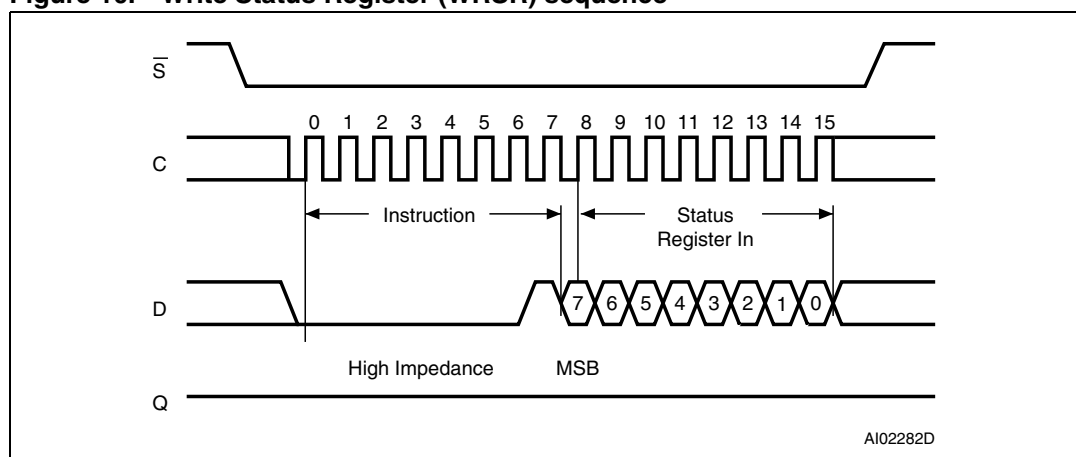 Figure 10. Write Status Register (WRSR) sequence
S
0 1 2 3 4 5 6 7 8 9 10 11 12 13 14 15
C
Instruction
Status
Register In
D
7 6 5 4 3 2 1 0
High Impedance
MSB
Q
AI02282D